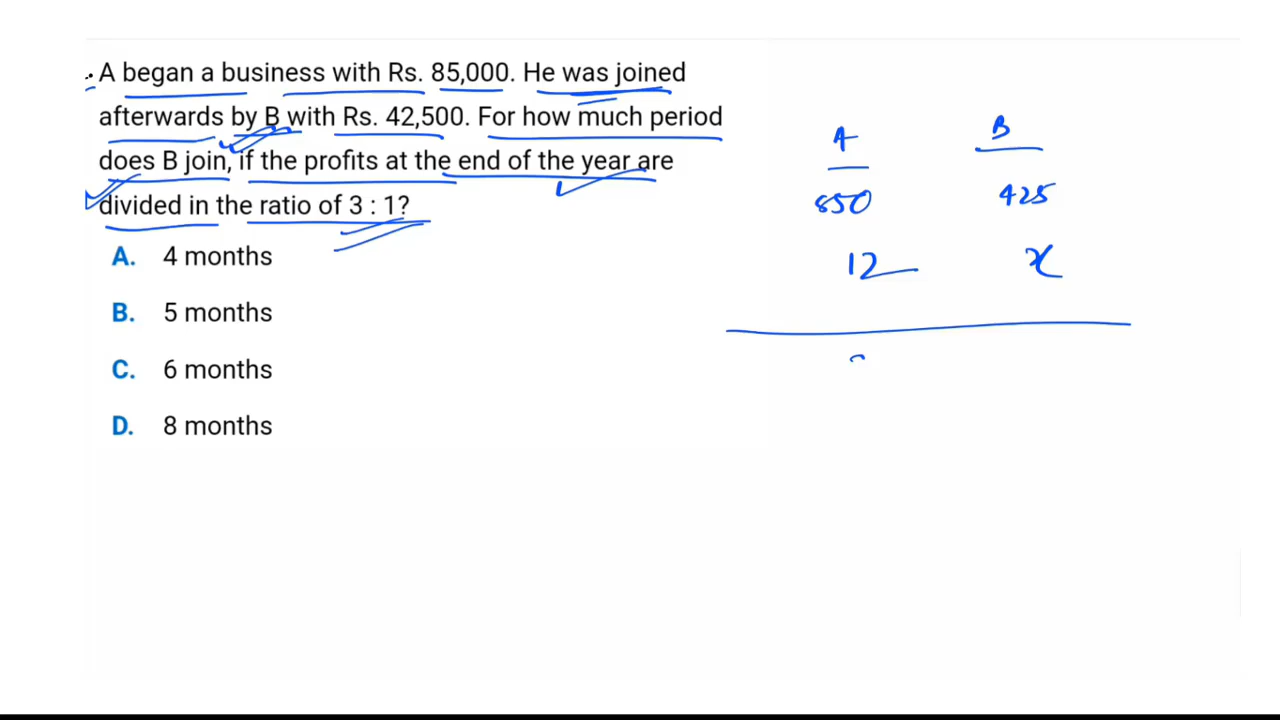 A began a business with Rs. 85,000. He was joined
afterwards by B with Rs. 42,500. For how much period
does B join, if the profits at the end of the year are
divided in the ratio of 3 : 1?
A. 4 months
B. 5 months
C. 6 months
D. 8 months
A B
850 425
12 x